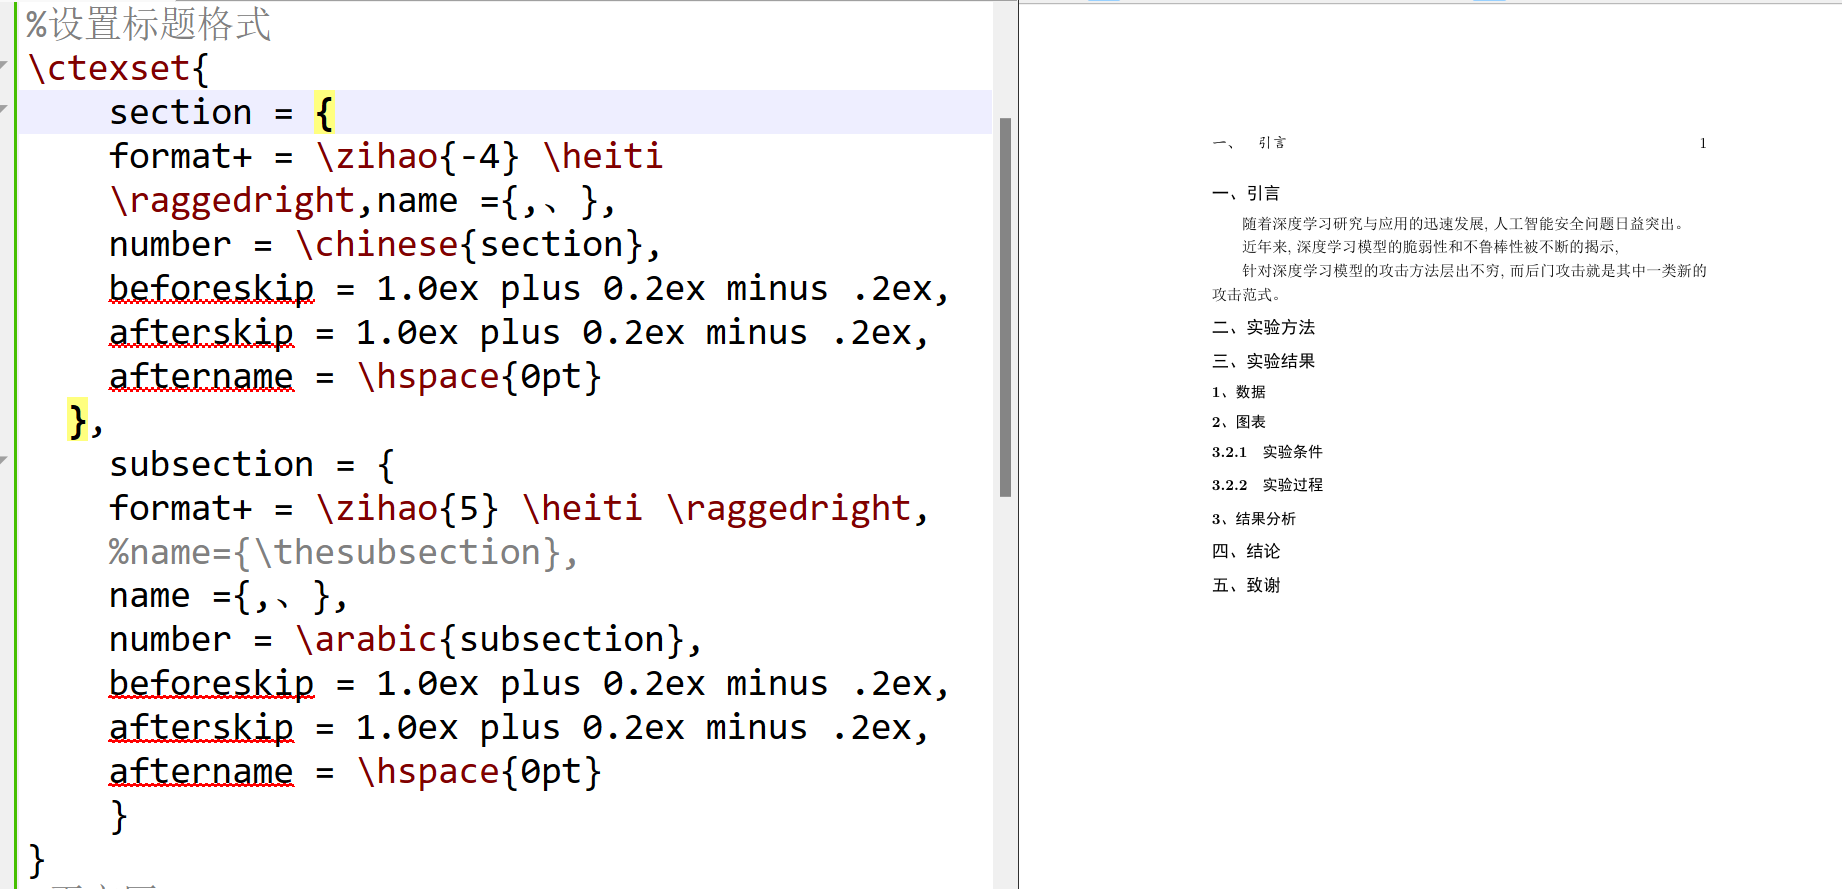 %设置标题格式
\ctexset{
section = {
format+ = \zihao{-4} \heiti
\raggedright,name ={,、},
number = \chinese{section},
beforeskip = 1.0ex plus 0.2ex minus .2ex,
afterskip = 1.0ex plus 0.2ex minus .2ex,
aftername = \hspace{0pt}
},
subsection = {
format+ = \zihao{5} \heiti \raggedright,
%name={\thesubsection},
name ={,、},
number = \arabic{subsection},
beforeskip = 1.0ex plus 0.2ex minus .2ex,
afterskip = 1.0ex plus 0.2ex minus .2ex,
aftername = \hspace{0pt}
}
}
一、 引言 1
一、引言
随着深度学习研究与应用的迅速发展, 人工智能安全问题日益突出。
近年来, 深度学习模型的脆弱性和不鲁棒性被不断的揭示,
针对深度学习模型的攻击方法层出不穷, 而后门攻击就是其中一类新的
攻击范式。
二、实验方法
三、实验结果
1、数据
2、图表
3.2.1 实验条件
3.2.2 实验过程
3、结果分析
四、结论
五、致谢